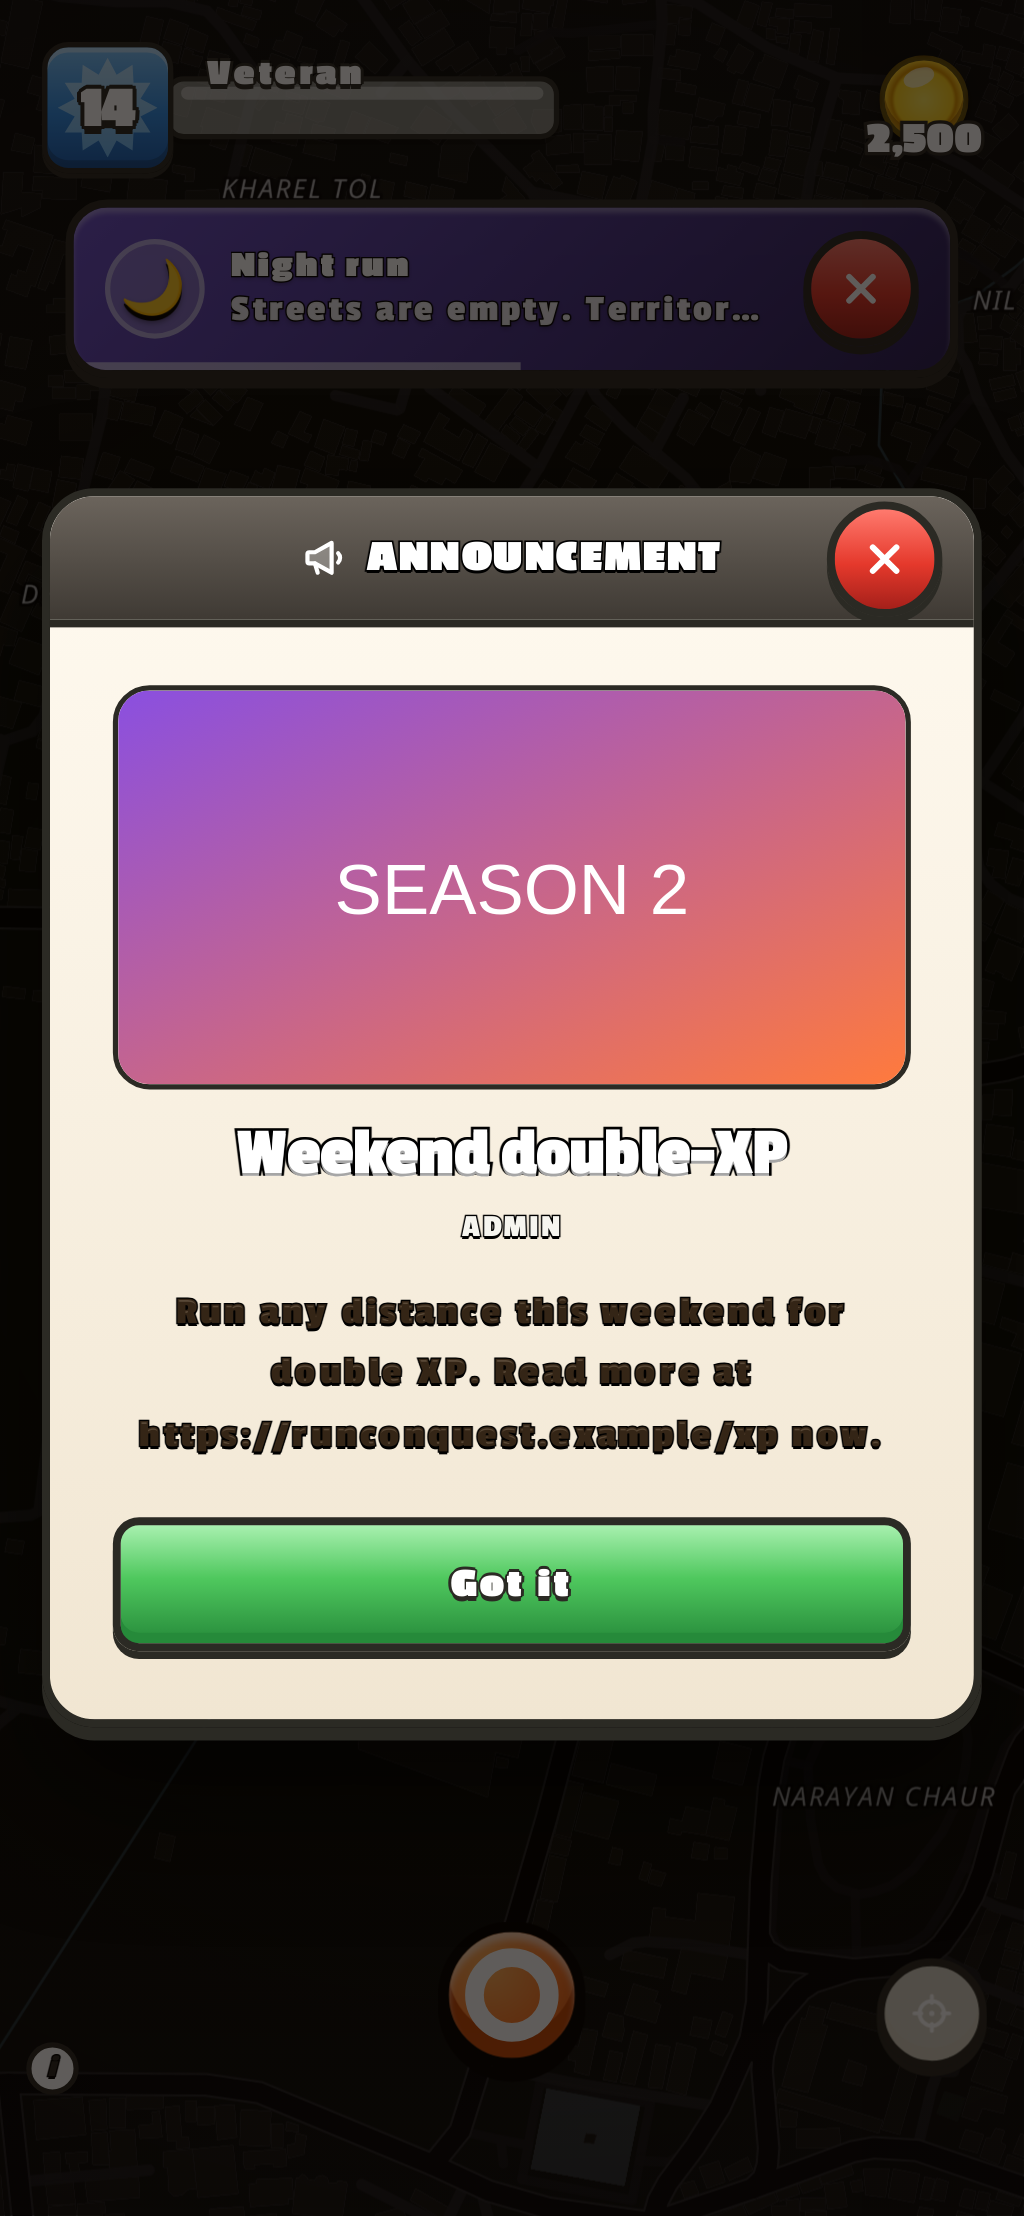 Veteran
14
2,500
KHAREL TOL
Night run
Streets are empty. Territor...
NIL
ANNOUNCEMENT
D
SEASON 2
Weekend double-XP
ADMIN
Run any distance this weekend for
double XP. Read more at
https://runconquest.example/xp now.
Got it
NARAYAN CHAUR